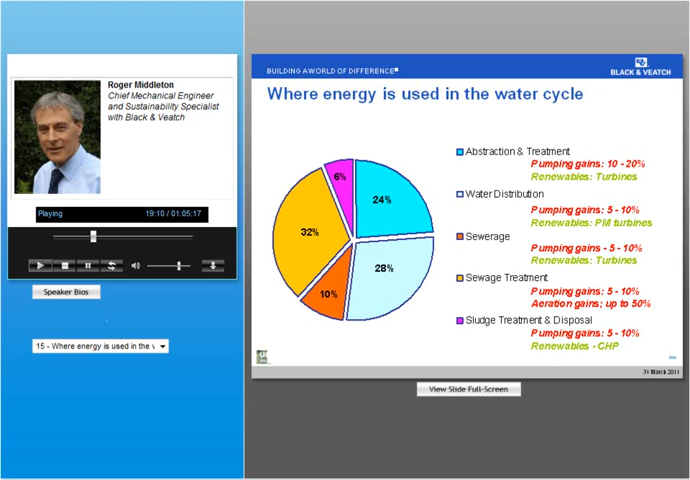 Roger Middleton
Chief Mechanical Engineer
and Sustainability Specialist
with Black & Veatch
Playing
19:10 / 01:05:17
Speaker Bios
15 - Where energy is used in the v
BUILDING A WORLD OF DIFFERENCE
BLACK & VEATCH
Where energy is used in the water cycle
6%
24%
32%
28%
10%
Abstraction & Treatment
Pumping gains: 10 - 20%
Renewables: Turbines
Water Distribution
Pumping gains: 5 - 10%
Renewables: PM turbines
Sewerage
Pumping gains - 5 - 10%
Renewables: Turbines
Sewage Treatment
Pumping gains: 5 - 10%
Aeration gains; up to 50%
Sludge Treatment & Disposal
Pumping gains: 5 - 10%
Renewables - CHP
31 March 2011
View Slide Full-Screen